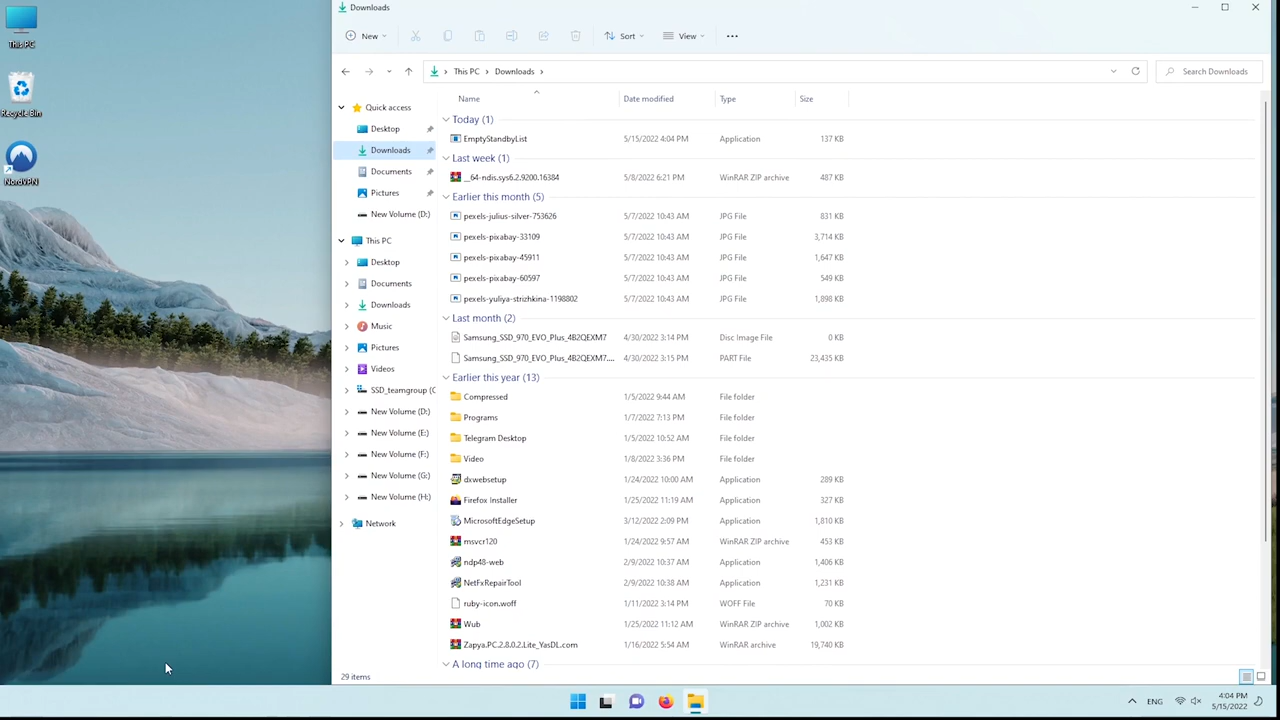 Downloads
This PC
Recycle Bin
NordVPN
New
Sort
View
This PC > Downloads >
Search Downloads
Name Date modified Type Size
Quick access
Desktop
Downloads
Documents
Pictures
New Volume (D:)
This PC
Desktop
Documents
Downloads
Music
Pictures
Videos
SSD_teamgroup (C
New Volume (D:)
New Volume (E:)
New Volume (F:)
New Volume (G:)
New Volume (H:)
Network
Today (1)
EmptyStandbyList 5/15/2022 4:04 PM Application 137 KB
Last week (1)
__64-ndis.sys6.2.9200.16384 5/8/2022 6:21 PM WinRAR ZIP archive 487 KB
Earlier this month (5)
pexels-julius-silver-753626 5/7/2022 10:43 AM JPG File 831 KB
pexels-pixabay-33109 5/7/2022 10:43 AM JPG File 3,714 KB
pexels-pixabay-45911 5/7/2022 10:43 AM JPG File 1,647 KB
pexels-pixabay-60597 5/7/2022 10:43 AM JPG File 549 KB
pexels-yuliya-strizhkina-1198802 5/7/2022 10:43 AM JPG File 1,898 KB
Last month (2)
Samsung_SSD_970_EVO_Plus_4B2QEXM7 4/30/2022 3:14 PM Disc Image File 0 KB
Samsung_SSD_970_EVO_Plus_4B2QEXM7.... 4/30/2022 3:15 PM PART File 23,435 KB
Earlier this year (13)
Compressed 1/5/2022 9:44 AM File folder
Programs 1/7/2022 7:13 PM File folder
Telegram Desktop 1/5/2022 10:52 AM File folder
Video 1/8/2022 3:36 PM File folder
dxwebsetup 1/24/2022 10:00 AM Application 289 KB
Firefox Installer 1/25/2022 11:19 AM Application 327 KB
MicrosoftEdgeSetup 3/12/2022 2:09 PM Application 1,810 KB
msvcr120 1/24/2022 9:57 AM WinRAR ZIP archive 453 KB
ndp48-web 2/9/2022 10:37 AM Application 1,406 KB
NetFxRepairTool 2/9/2022 10:38 AM Application 1,231 KB
ruby-icon.woff 1/11/2022 3:14 PM WOFF File 70 KB
Wub 1/25/2022 11:12 AM WinRAR ZIP archive 1,002 KB
Zapya.PC.2.8.0.2.Lite_YasDL.com 1/16/2022 5:54 AM WinRAR archive 19,740 KB
A long time ago (7)
29 items
ENG
4:04 PM
5/15/2022